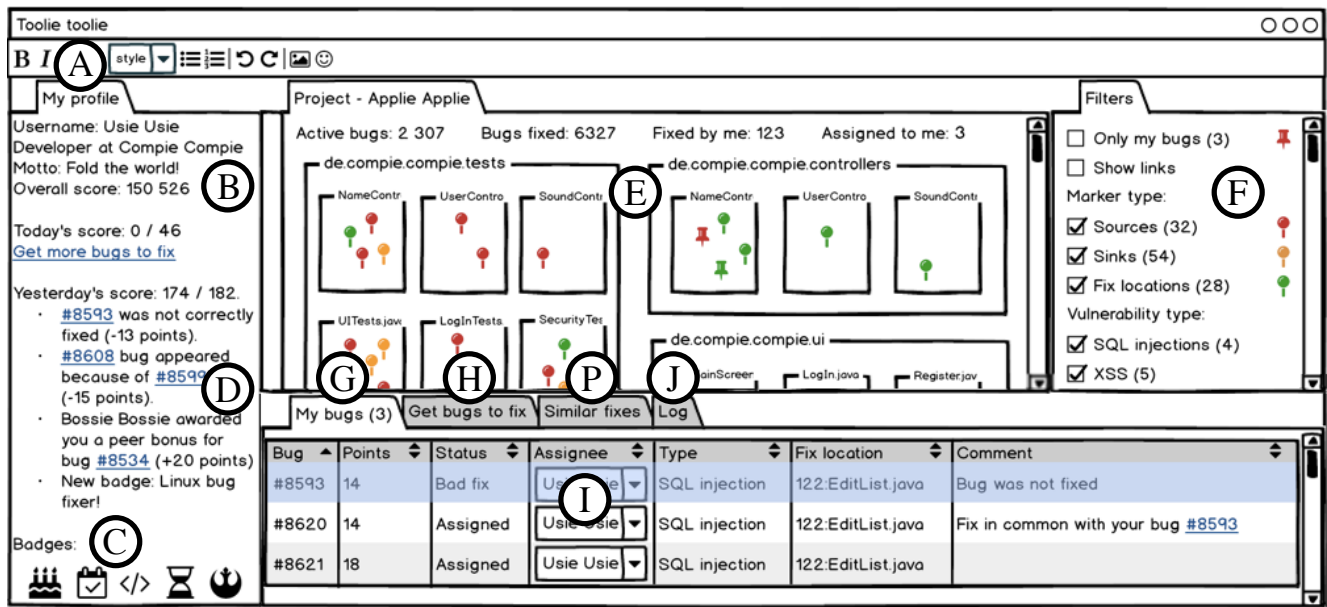 Toolie toolie
B I A style
My profile
Username: Usie Usie
Developer at Compie Compie
Motto: Fold the world!
Overall score: 150 526
B
Today's score: 0 / 46
Get more bugs to fix
Yesterday's score: 174 / 182.
· #8593 was not correctly
fixed (-13 points).
· #8608 bug appeared
because of #8599
(-15 points).
D
· Bossie Bossie awarded
you a peer bonus for
bug #8534 (+20 points)
· New badge: Linux bug
fixer!
Badges:
C
</>
Project - Applie Applie
Active bugs: 2 307 Bugs fixed: 6327 Fixed by me: 123 Assigned to me: 3
de.compie.compie.tests
NameContr UserContro SoundContr
UITests.java LogInTests. SecurityTes
E
de.compie.compie.controllers
NameContr UserContro SoundContr
de.compie.compie.ui
ainScreen LogIn.java Register.jav
Filters
Only my bugs (3)
Show links
F
Marker type:
Sources (32)
Sinks (54)
Fix locations (28)
Vulnerability type:
SQL injections (4)
XSS (5)
G H P J
My bugs (3) Get bugs to fix Similar fixes Log
Bug Points Status Assignee Type Fix location Comment
#8593 14 Bad fix Usie Usie SQL injection 122:EditList.java Bug was not fixed
I
#8620 14 Assigned Usie Usie SQL injection 122:EditList.java Fix in common with your bug #8593
#8621 18 Assigned Usie Usie SQL injection 122:EditList.java